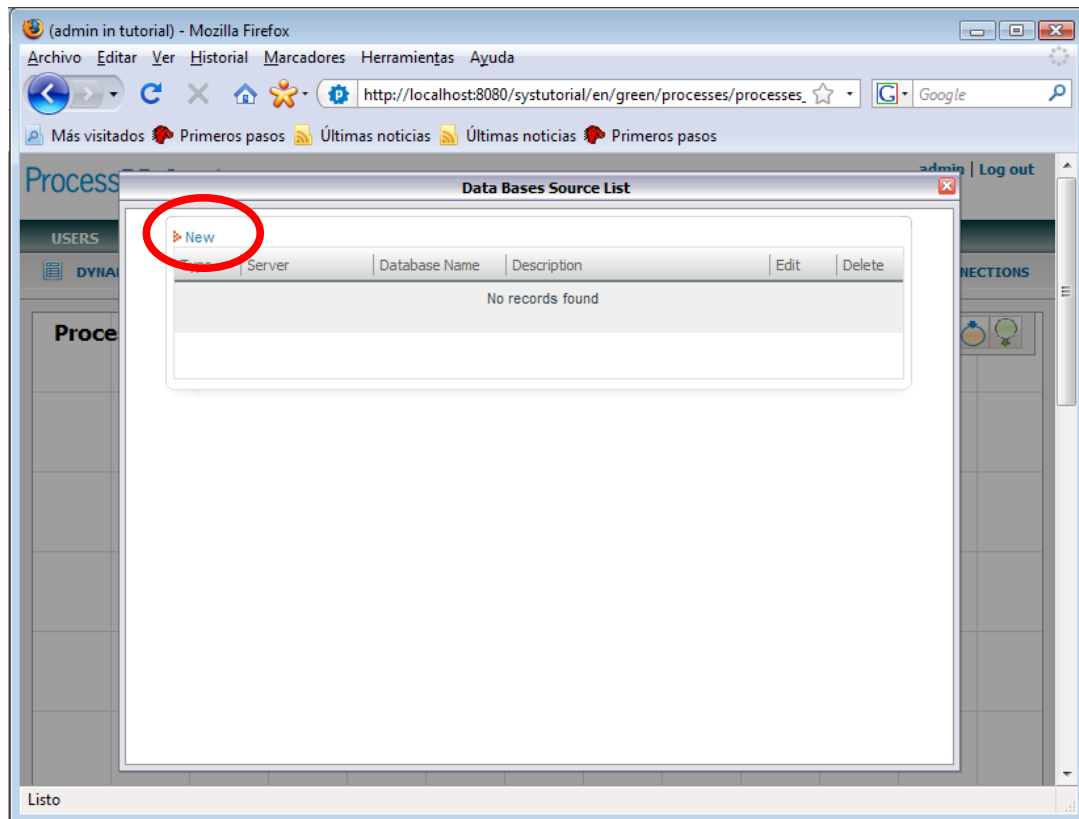 (admin in tutorial) - Mozilla Firefox
Archivo Editar Ver Historial Marcadores Herramientas Ayuda
http://localhost:8080/systutorial/en/green/processes/processes_
G Google
Más visitados Primeros pasos Últimas noticias Últimas noticias Primeros pasos
Process
admin | Log out
Data Bases Source List
USERS
New
DYNA
Type Server Database Name Description Edit Delete
NECTIONS
No records found
Proce
Listo